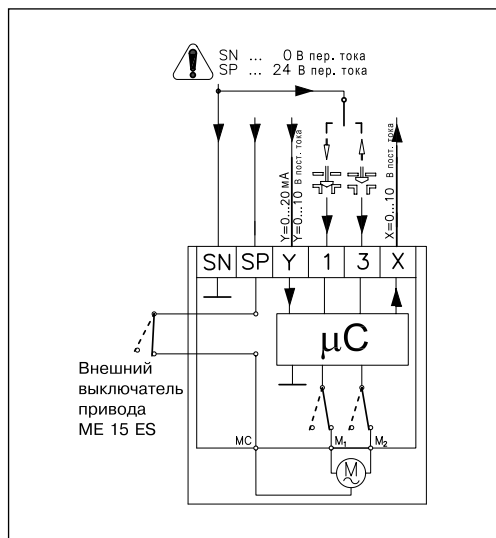 SN ... 0 В пер. тока
SP ... 24 В пер. тока
Y=0...20 мА
Y=0...10 В пост. тока
X=0...10 В пост. тока
SN SP Y 1 3 X
µC
Внешний
выключатель
привода
ME 15 ES
MC M1 M2
M